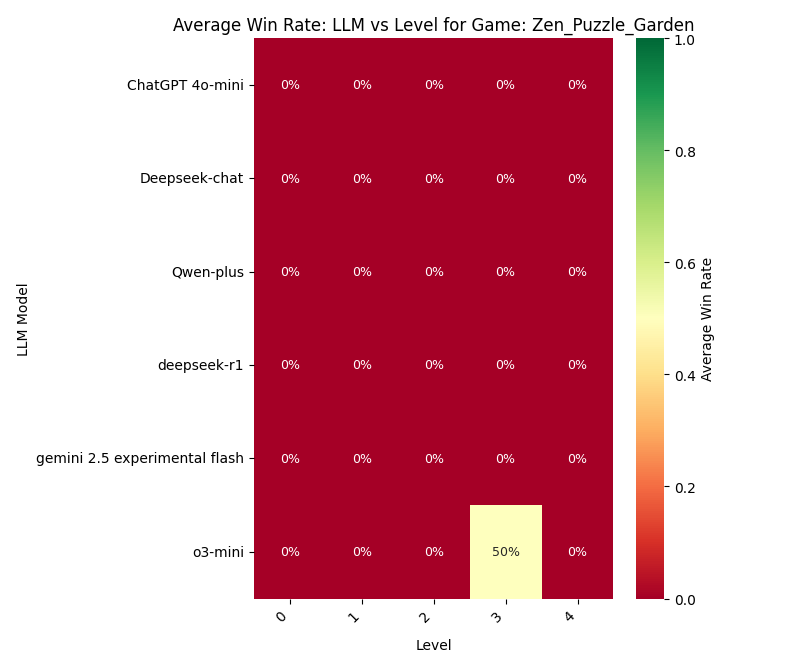 Average Win Rate: LLM vs Level for Game: Zen_Puzzle_Garden
LLM Model
ChatGPT 4o-mini 0% 0% 0% 0% 0%
Deepseek-chat 0% 0% 0% 0% 0%
Qwen-plus 0% 0% 0% 0% 0%
deepseek-r1 0% 0% 0% 0% 0%
gemini 2.5 experimental flash 0% 0% 0% 0% 0%
o3-mini 0% 0% 0% 50% 0%
0 1 2 3 4
Level
1.0
0.8
0.6
0.4
0.2
0.0
Average Win Rate